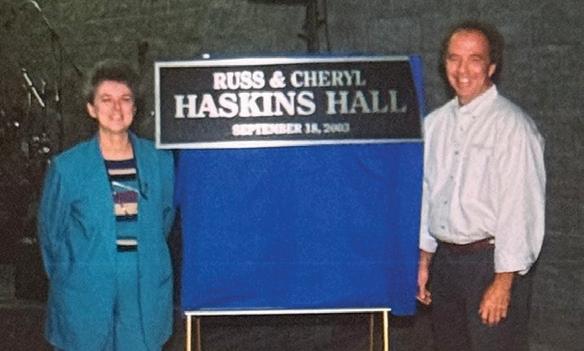 RUSS & CHERYL
HASKINS HALL
SEPTEMBER 18, 2003